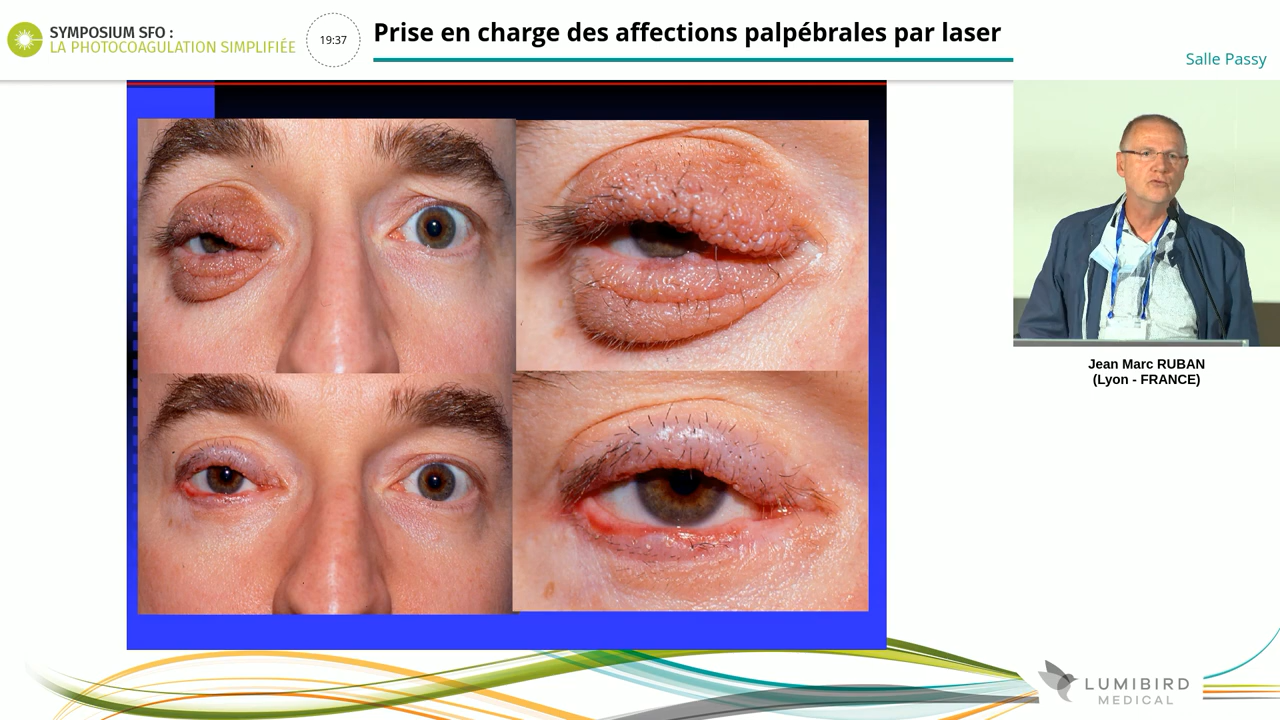 SYMPOSIUM SFO :
LA PHOTOCOAGULATION SIMPLIFIÉE
19:37
Prise en charge des affections palpébrales par laser
Salle Passy
Jean Marc RUBAN
(Lyon - FRANCE)
LUMIBIRD
MEDICAL